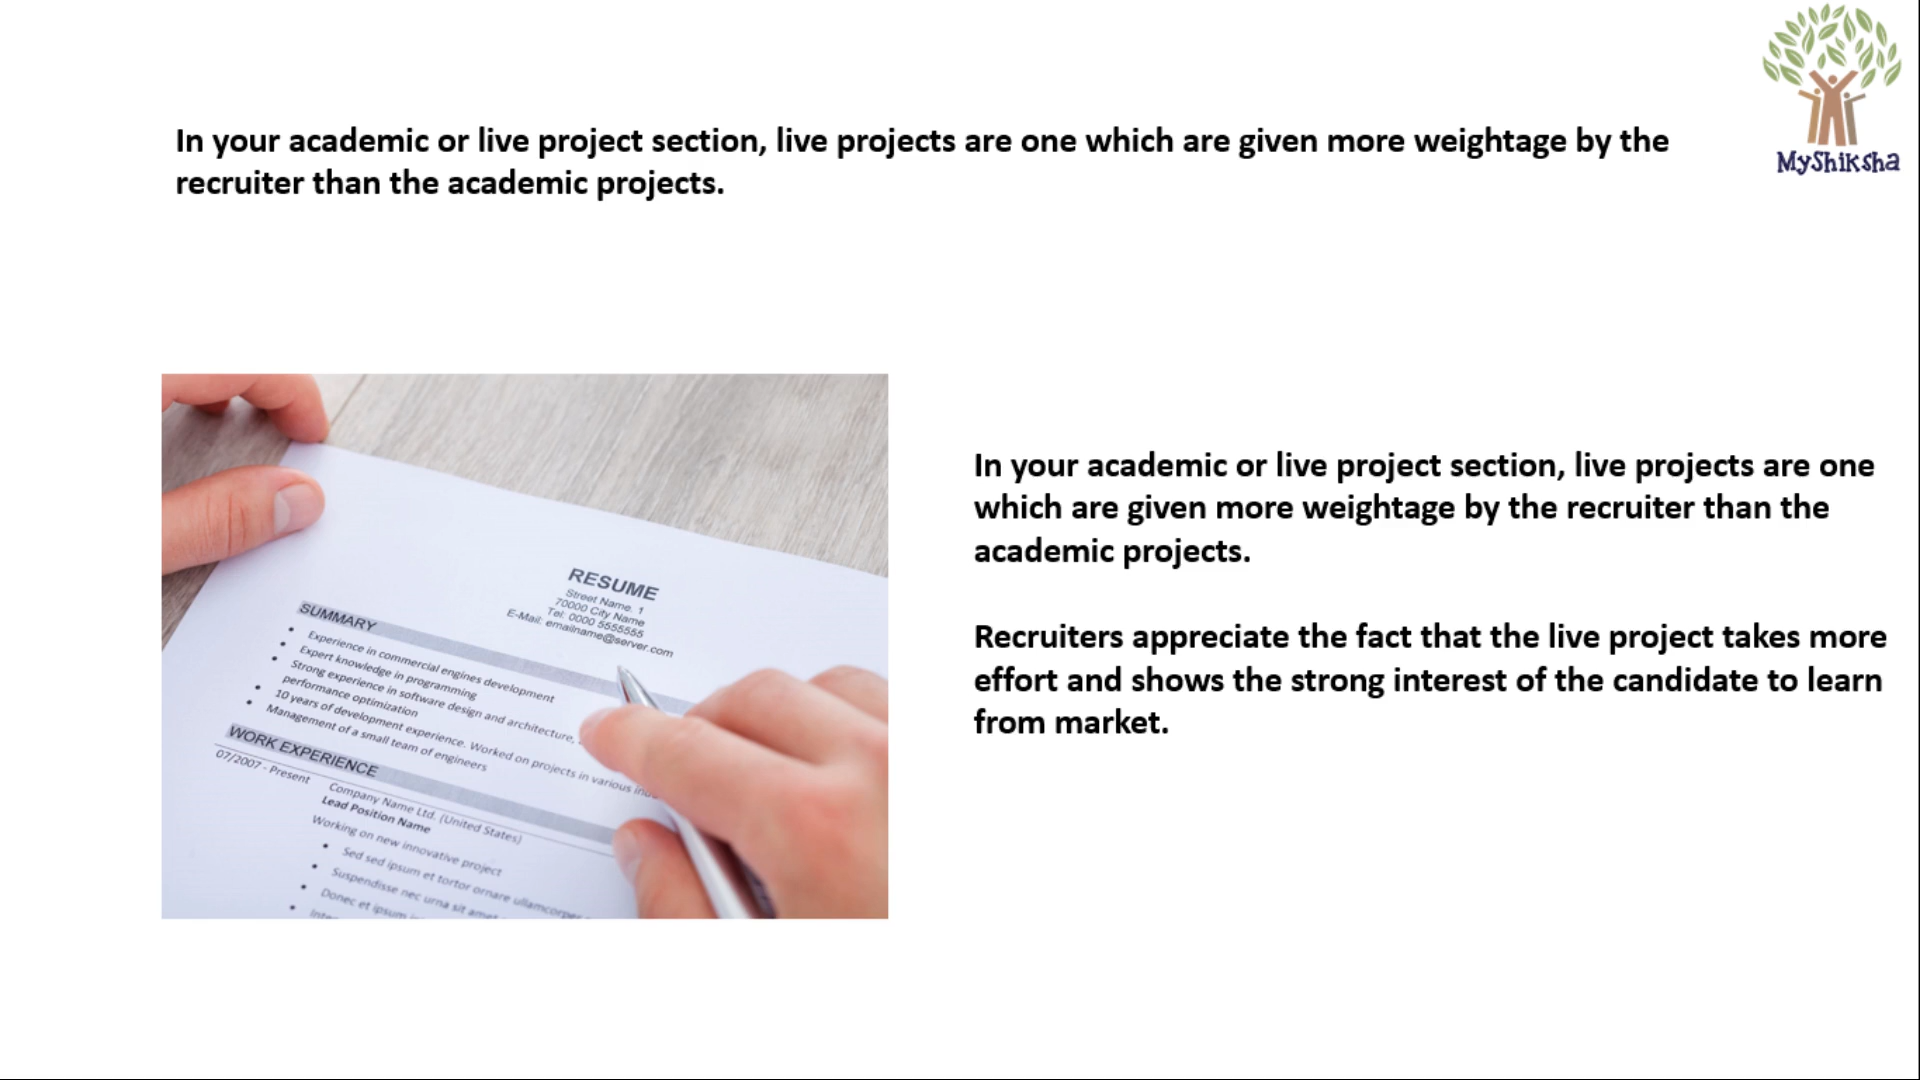 MyShiksha
In your academic or live project section, live projects are one which are given more weightage by the
recruiter than the academic projects.
RESUME
Street Name. 1
70000 City Name
Tel: 0000 5555555
E-Mail: emailname@server.com
SUMMARY
• Experience in commercial engines development
• Expert knowledge in programming
• Strong experience in software design and architecture,
performance optimization
• 10 years of development experience. Worked on projects in various
• Management of a small team of engineers
WORK EXPERIENCE
07/2007 - Present
Company Name Ltd. (United States)
Lead Position Name
Working on new innovative project
• Sed sed ipsum et tortor ornare ullamcorper
• Suspendisse nec urna sit amet
• Donec et ipsum
In your academic or live project section, live projects are one
which are given more weightage by the recruiter than the
academic projects.
Recruiters appreciate the fact that the live project takes more
effort and shows the strong interest of the candidate to learn
from market.